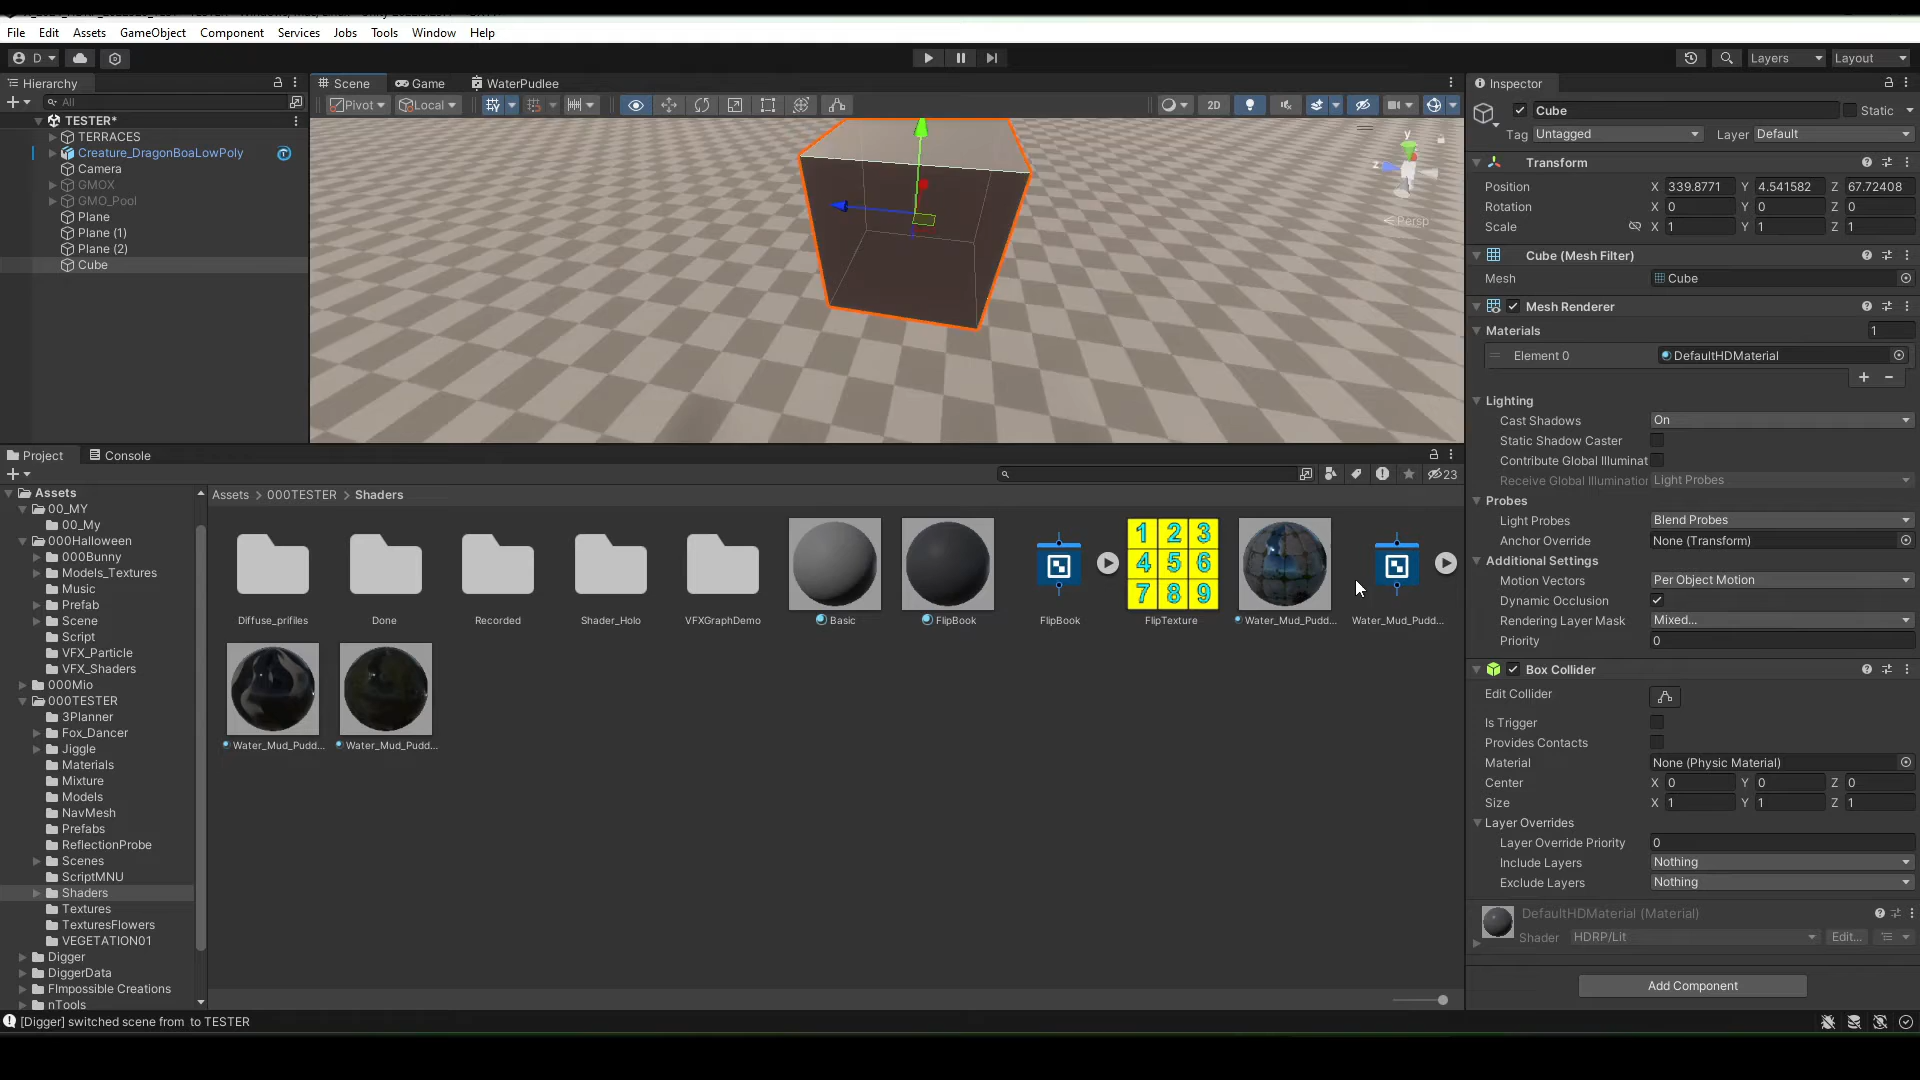 File Edit Assets GameObject Component Services Jobs Tools Window Help
D Layers Layout
Hierarchy
All
TESTER*
TERRACES
Creature_DragonBoaLowPoly
Camera
GMOX
GMO_Pool
Plane
Plane (1)
Plane (2)
Cube
Scene Game WaterPudlee
Pivot Local 2D
y
z
Persp
Project Console
23
Assets > 000TESTER > Shaders
Assets
00_MY
00_My
000Halloween
000Bunny
Models_Textures
Music
Prefab
Scene
Script
VFX_Particle
VFX_Shaders
000Mio
000TESTER
3Planner
Fox_Dancer
Jiggle
Materials
Mixture
Models
NavMesh
Prefabs
ReflectionProbe
Scenes
ScriptMNU
Shaders
Textures
TexturesFlowers
VEGETATION01
Digger
DiggerData
FImpossible Creations
nTools
1 2 3
4 5 6
7 8 9
Diffuse_prifiles Done Recorded Shader_Holo VFXGraphDemo Basic FlipBook FlipBook FlipTexture Water_Mud_Pudd... Water_Mud_Pudd...
Water_Mud_Pudd... Water_Mud_Pudd...
Inspector
Cube Static
Tag Untagged Layer Default
Transform
Position X 339.8771 Y 4.541582 Z 67.72408
Rotation X 0 Y 0 Z 0
Scale X 1 Y 1 Z 1
Cube (Mesh Filter)
Mesh Cube
Mesh Renderer
Materials 1
Element 0 DefaultHDMaterial
Lighting
Cast Shadows On
Static Shadow Caster
Contribute Global Illuminat
Receive Global Illumination Light Probes
Probes
Light Probes Blend Probes
Anchor Override None (Transform)
Additional Settings
Motion Vectors Per Object Motion
Dynamic Occlusion
Rendering Layer Mask Mixed...
Priority 0
Box Collider
Edit Collider
Is Trigger
Provides Contacts
Material None (Physic Material)
Center X 0 Y 0 Z 0
Size X 1 Y 1 Z 1
Layer Overrides
Layer Override Priority 0
Include Layers Nothing
Exclude Layers Nothing
DefaultHDMaterial (Material)
Shader HDRP/Lit Edit...
Add Component
[Digger] switched scene from to TESTER